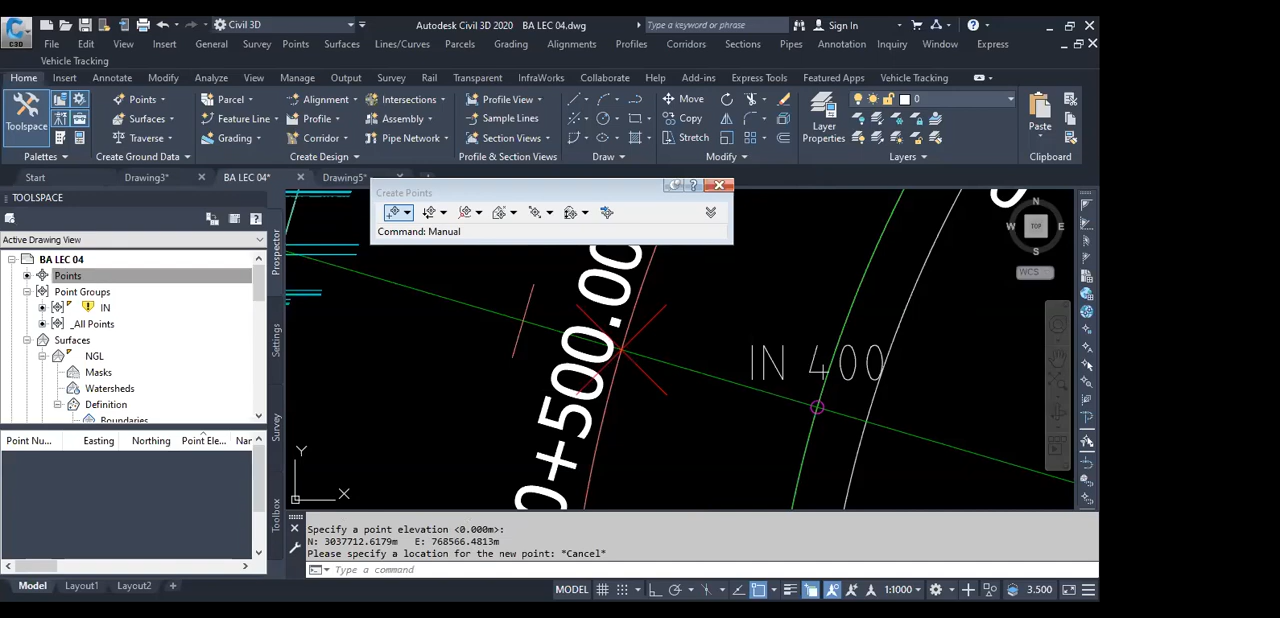 Civil 3D
Autodesk Civil 3D 2020 BA LEC 04.dwg
Type a keyword or phrase
Sign In
C3D
File Edit View Insert General Survey Points Surfaces Lines/Curves Parcels Grading Alignments Profiles Corridors Sections Pipes Annotation Inquiry Window Express
Vehicle Tracking
Home Insert Annotate Modify Analyze View Manage Output Survey Rail Transparent InfraWorks Collaborate Help Add-ins Express Tools Featured Apps Vehicle Tracking
Points Parcel Alignment Intersections Profile View Move 0
Surfaces Feature Line Profile Assembly Sample Lines Copy
Toolspace Traverse Grading Corridor Pipe Network Section Views Stretch Layer Properties Paste
Palettes Create Ground Data Create Design Profile & Section Views Draw Modify Layers Clipboard
Start Drawing3* BA LEC 04* Drawing5*
TOOLSPACE
Active Drawing View
BA LEC 04
Points
Point Groups
IN
_All Points
Surfaces
NGL
Masks
Watersheds
Definition
Boundaries
Prospector
Settings
Survey
Toolbox
Point Nu... Easting Northing Point Ele... Nar
Create Points
Command: Manual
0+500.00
IN 400
N
W TOP E
S
WCS
Y
X
Specify a point elevation <0.000m>:
N: 3037712.6179m E: 768566.4813m
Please specify a location for the new point: *Cancel*
Type a command
Model Layout1 Layout2 +
MODEL 1:1000 3.500